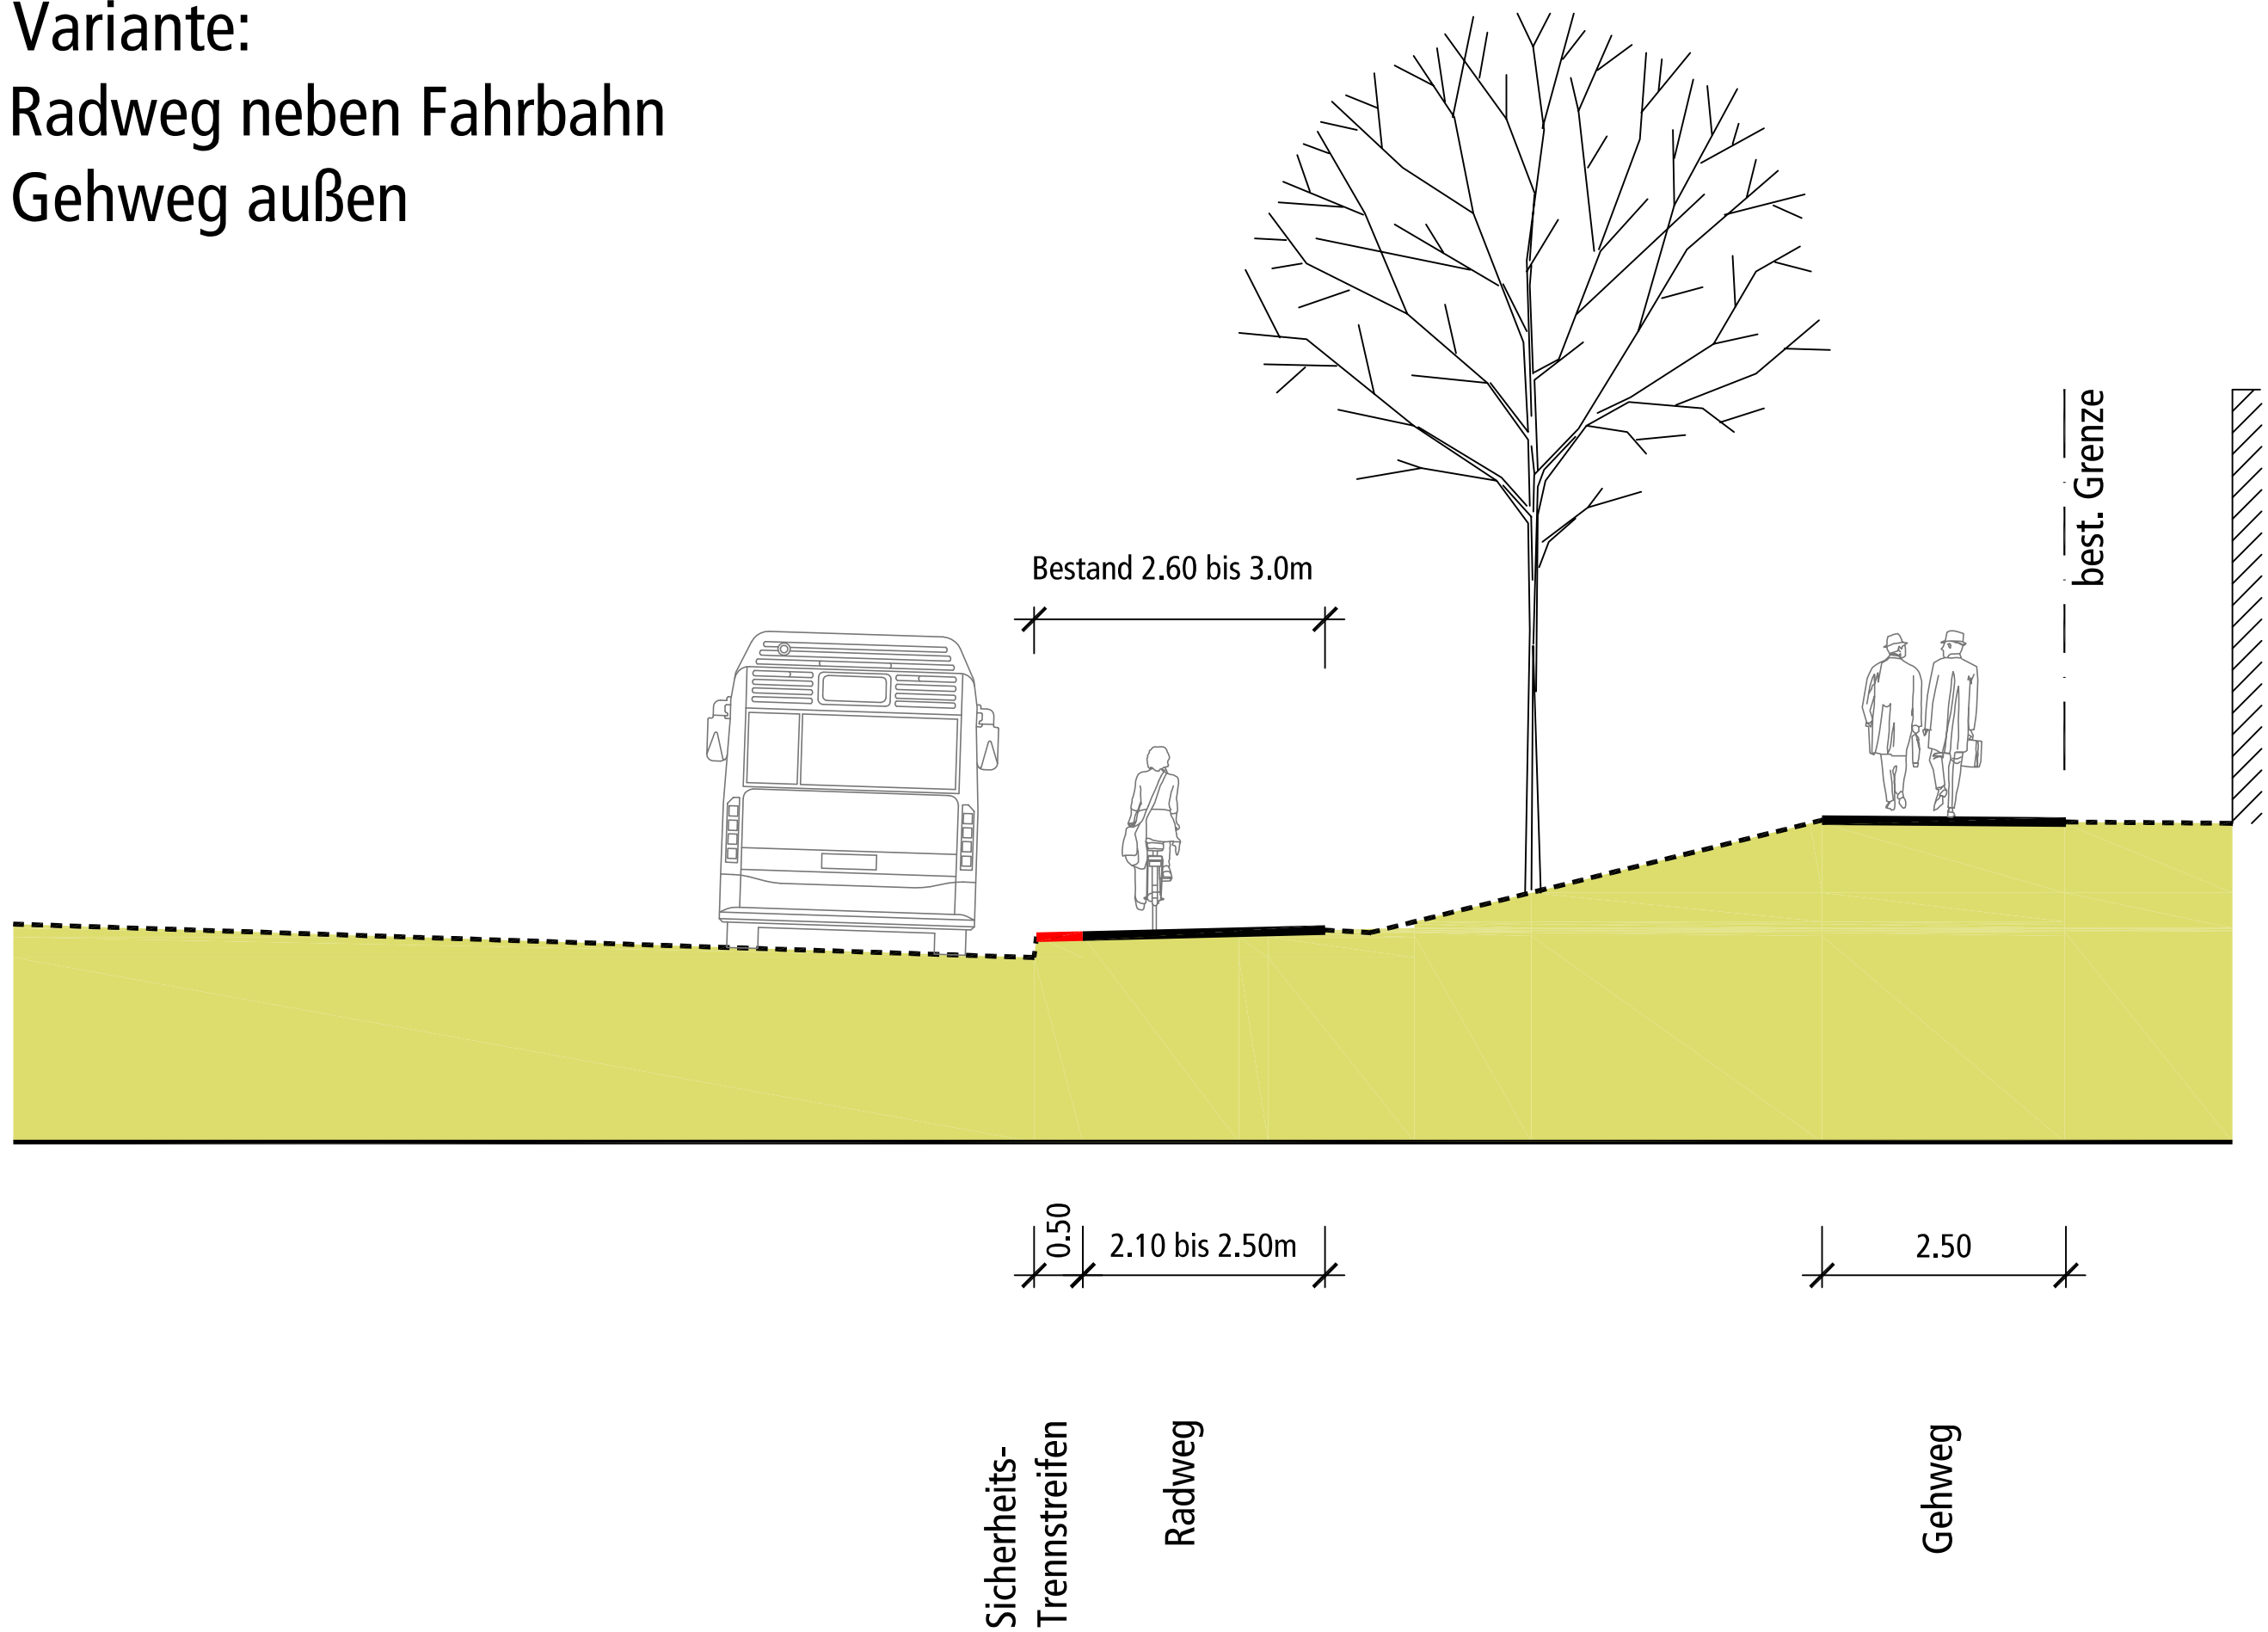 Variante:
Radweg neben Fahrbahn
Gehweg außen
best. Grenze
Bestand 2.60 bis 3.0m
0.50
2.10 bis 2.50m
2.50
Sicherheits-
Trennstreifen
Radweg
Gehweg